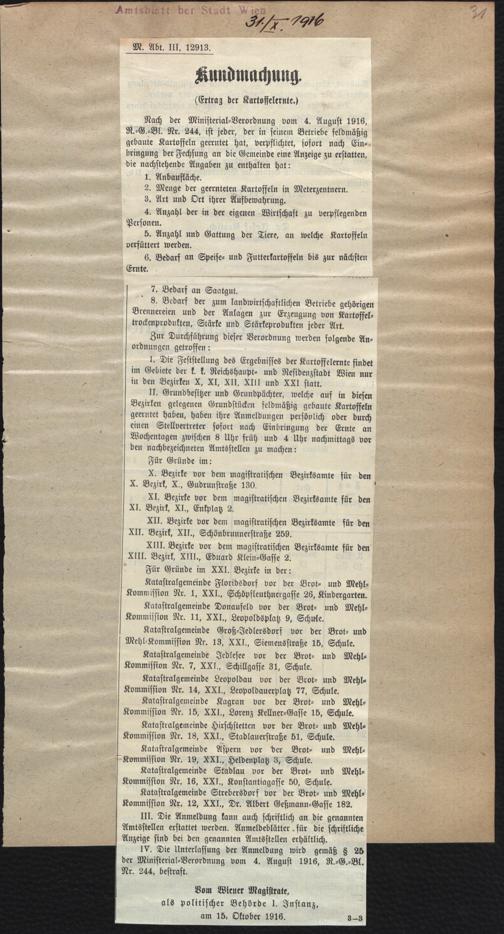 Amtsblatt der Stadt Wien
31/X. 1916
31
M. Abt. III, 12913.
Kundmachung.
(Ertrag der Kartoffelernte.)
Nach der Ministerial-Verordnung vom 4. August 1916,
R.-G.-Bl. Nr. 244, ist jeder, der in seinem Betriebe feldmäßig
gebaute Kartoffeln geerntet hat, verpflichtet, sofort nach Ein-
bringung der Fechsung an die Gemeinde eine Anzeige zu erstatten,
die nachstehende Angaben zu enthalten hat:
1. Anbaufläche.
2. Menge der geernteten Kartoffeln in Meterzentnern.
3. Art und Ort ihrer Aufbewahrung.
4. Anzahl der in der eigenen Wirtschaft zu verpflegenden
Personen.
5. Anzahl und Gattung der Tiere, an welche Kartoffeln
verfüttert werden.
6. Bedarf an Speise- und Futterkartoffeln bis zur nächsten
Ernte.
7. Bedarf an Saatgut.
8. Bedarf der zum landwirtschaftlichen Betriebe gehörigen
Brennereien und der Anlagen zur Erzeugung von Kartoffel-
trockenprodukten, Stärke und Stärkeprodukten jeder Art.
Zur Durchführung dieser Verordnung werden folgende An-
ordnungen getroffen:
I. Die Feststellung des Ergebnisses der Kartoffelernte findet
im Gebiete der k. k. Reichshaupt- und Residenzstadt Wien nur
in den Bezirken X, XI, XII, XIII und XXI statt.
II. Grundbesitzer und Grundpächter, welche auf in diesen
Bezirken gelegenen Grundstücken feldmäßig gebaute Kartoffeln
geerntet haben, haben ihre Anmeldungen persönlich oder durch
einen Stellvertreter sofort nach Einbringung der Ernte an
Wochentagen zwischen 8 Uhr früh und 4 Uhr nachmittags vor
den nachbezeichneten Amtsstellen zu machen:
Für Gründe im:
X. Bezirke vor dem magistratischen Bezirksamte für den
X. Bezirk, X., Gudrunstraße 130.
XI. Bezirke vor dem magistratischen Bezirksamte für den
XI. Bezirk, XI., Enkplatz 2.
XII. Bezirke vor dem magistratischen Bezirksamte für den
XII. Bezirk, XII., Schönbrunnerstraße 259.
XIII. Bezirke vor dem magistratischen Bezirksamte für den
XIII. Bezirk, XIII., Eduard Klein-Gasse 2.
Für Gründe im XXI. Bezirke in der:
Katastralgemeinde Floridsdorf vor der Brot- und Mehl-
Kommission Nr. 1, XXI., Schöpfleuthnergasse 26, Kindergarten.
Katastralgemeinde Donaufeld vor der Brot- und
Mehl-Kommission Nr. 11, XXI., Leopoldsplatz 9, Schule.
Katastralgemeinde Groß-Jedlersdorf vor der Brot- und
Mehl-Kommission Nr. 13, XXI., Siemensstraße 15, Schule.
Katastralgemeinde Jedlesee vor der Brot- und Mehl-
Kommission Nr. 7, XXI., Schillgasse 31, Schule.
Katastralgemeinde Leopoldau vor der Brot- und Mehl-
Kommission Nr. 14, XXI., Leopoldauerplatz 77, Schule.
Katastralgemeinde Kagran vor der Brot- und Mehl-
Kommission Nr. 15, XXI., Lorenz Kellner-Gasse 15, Schule.
Katastralgemeinde Hirschstetten vor der Brot- und Mehl-
Kommission Nr. 18, XXI., Stadlauerstraße 51, Schule.
Katastralgemeinde Aspern vor der Brot- und Mehl-
Kommission Nr. 19, XXI., Heldenplatz 3, Schule.
Katastralgemeinde Stadlau vor der Brot- und Mehl-
Kommission Nr. 16, XXI., Konstanziagasse 50, Schule.
Katastralgemeinde Strebersdorf vor der Brot- und Mehl-
Kommission Nr. 12, XXI., Dr. Albert Geßmann-Gasse 182.
III. Die Anmeldung kann auch schriftlich an die genannten
Amtsstellen erstattet werden. Anmeldeblätter für die schriftliche
Anzeige sind bei den genannten Amtsstellen erhältlich.
IV. Die Unterlassung der Anmeldung wird gemäß § 25
der Ministerial-Verordnung vom 4. August 1916, R.-G.-Bl.
Nr. 244, bestraft.
Vom Wiener Magistrate,
als politischer Behörde I. Instanz,
am 15. Oktober 1916.
3—3